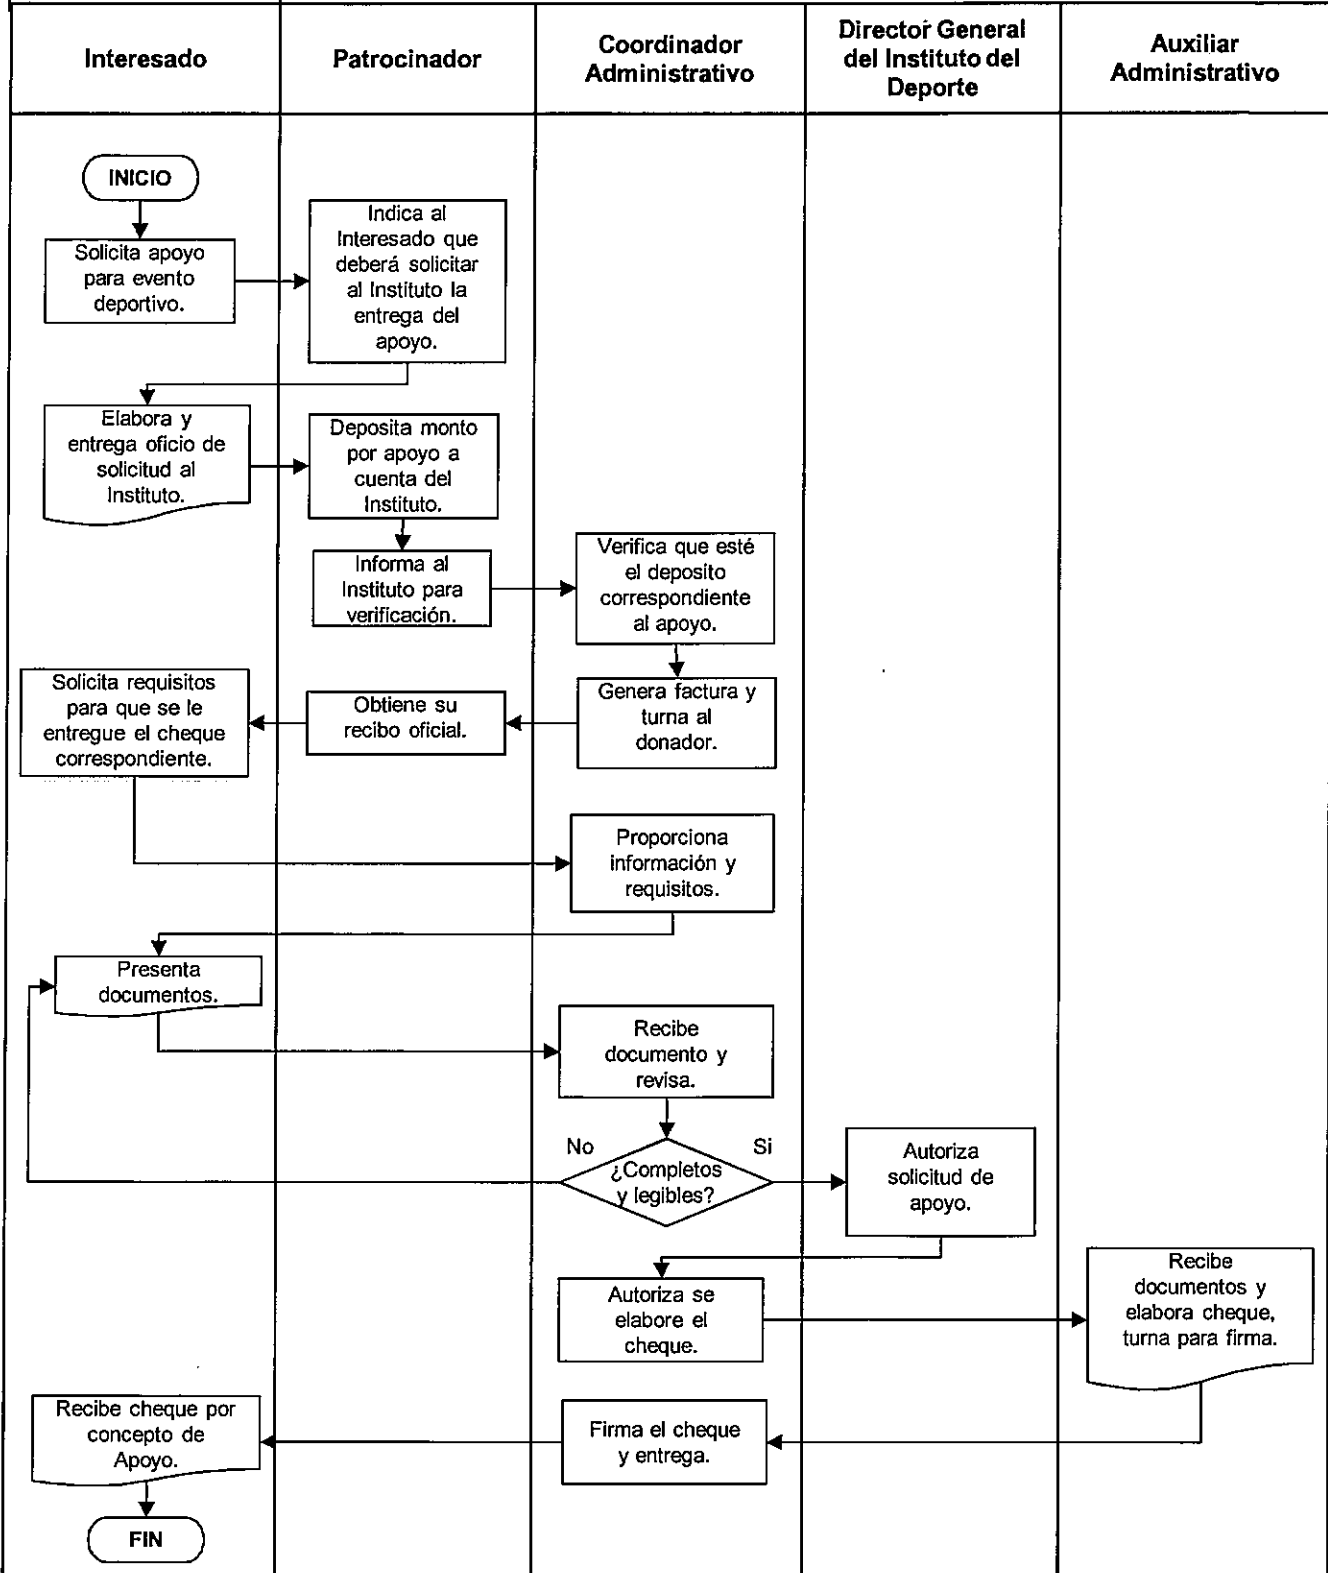 Interesado
Patrocinador
Coordinador
Administrativo
Director General
del Instituto del
Deporte
Auxiliar
Administrativo
INICIO
Solicita apoyo
para evento
deportivo.
Indica al
Interesado que
deberá solicitar
al Instituto la
entrega del
apoyo.
Elabora y
entrega oficio de
solicitud al
Instituto.
Deposita monto
por apoyo a
cuenta del
Instituto.
Informa al
Instituto para
verificación.
Verifica que esté
el deposito
correspondiente
al apoyo.
Genera factura y
turna al
donador.
Obtiene su
recibo oficial.
Solicita requisitos
para que se le
entregue el cheque
correspondiente.
Proporciona
información y
requisitos.
Presenta
documentos.
Recibe
documento y
revisa.
No
¿Completos
y legibles?
Si
Autoriza
solicitud de
apoyo.
Autoriza se
elabore el
cheque.
Recibe
documentos y
elabora cheque,
turna para firma.
Firma el cheque
y entrega.
Recibe cheque por
concepto de
Apoyo.
FIN